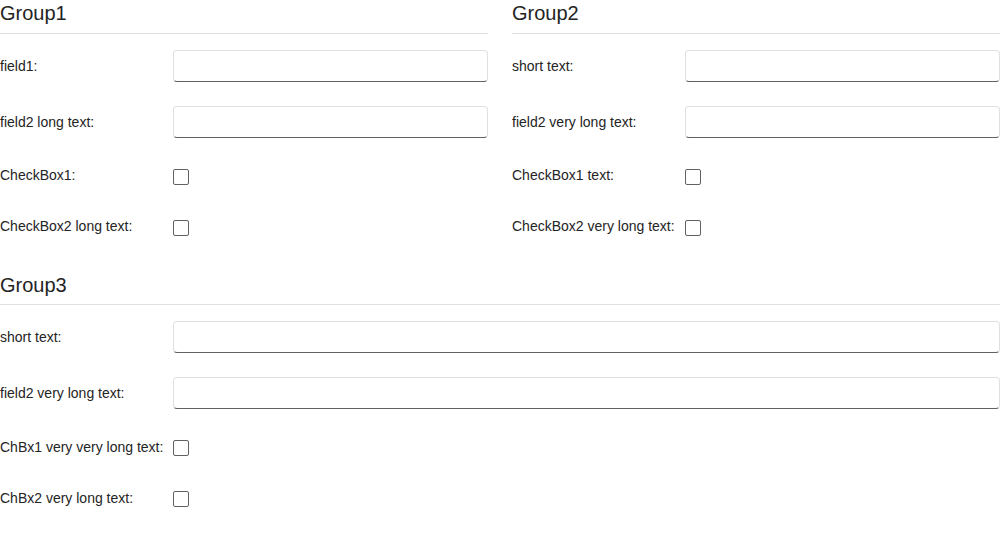 Group1
field1:
field2 long text:
CheckBox1:
CheckBox2 long text:
Group2
short text:
field2 very long text:
CheckBox1 text:
CheckBox2 very long text:
Group3
short text:
field2 very long text:
ChBx1 very very long text:
ChBx2 very long text: